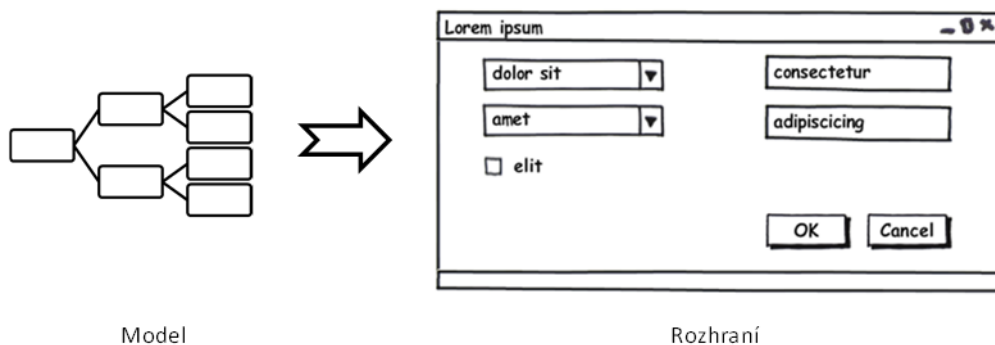 Lorem ipsum
dolor sit
consectetur
amet
adipiscicing
elit
OK
Cancel
Model
Rozhraní